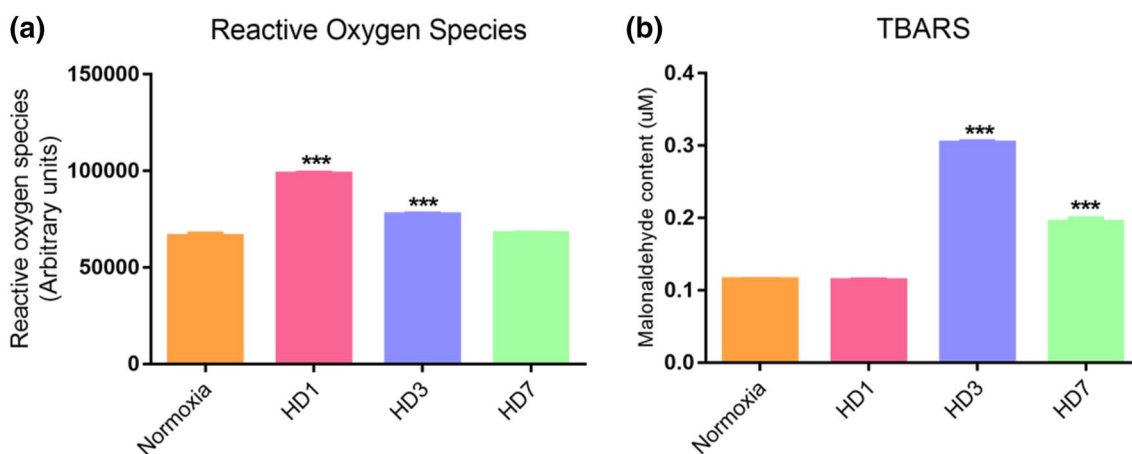 (a)
Reactive Oxygen Species
Reactive oxygen species
(Arbitrary units)
150000
100000
50000
0
***
***
Normoxia
HD1
HD3
HD7
(b)
TBARS
Malonaldehyde content (uM)
0.4
0.3
0.2
0.1
0.0
***
***
Normoxia
HD1
HD3
HD7